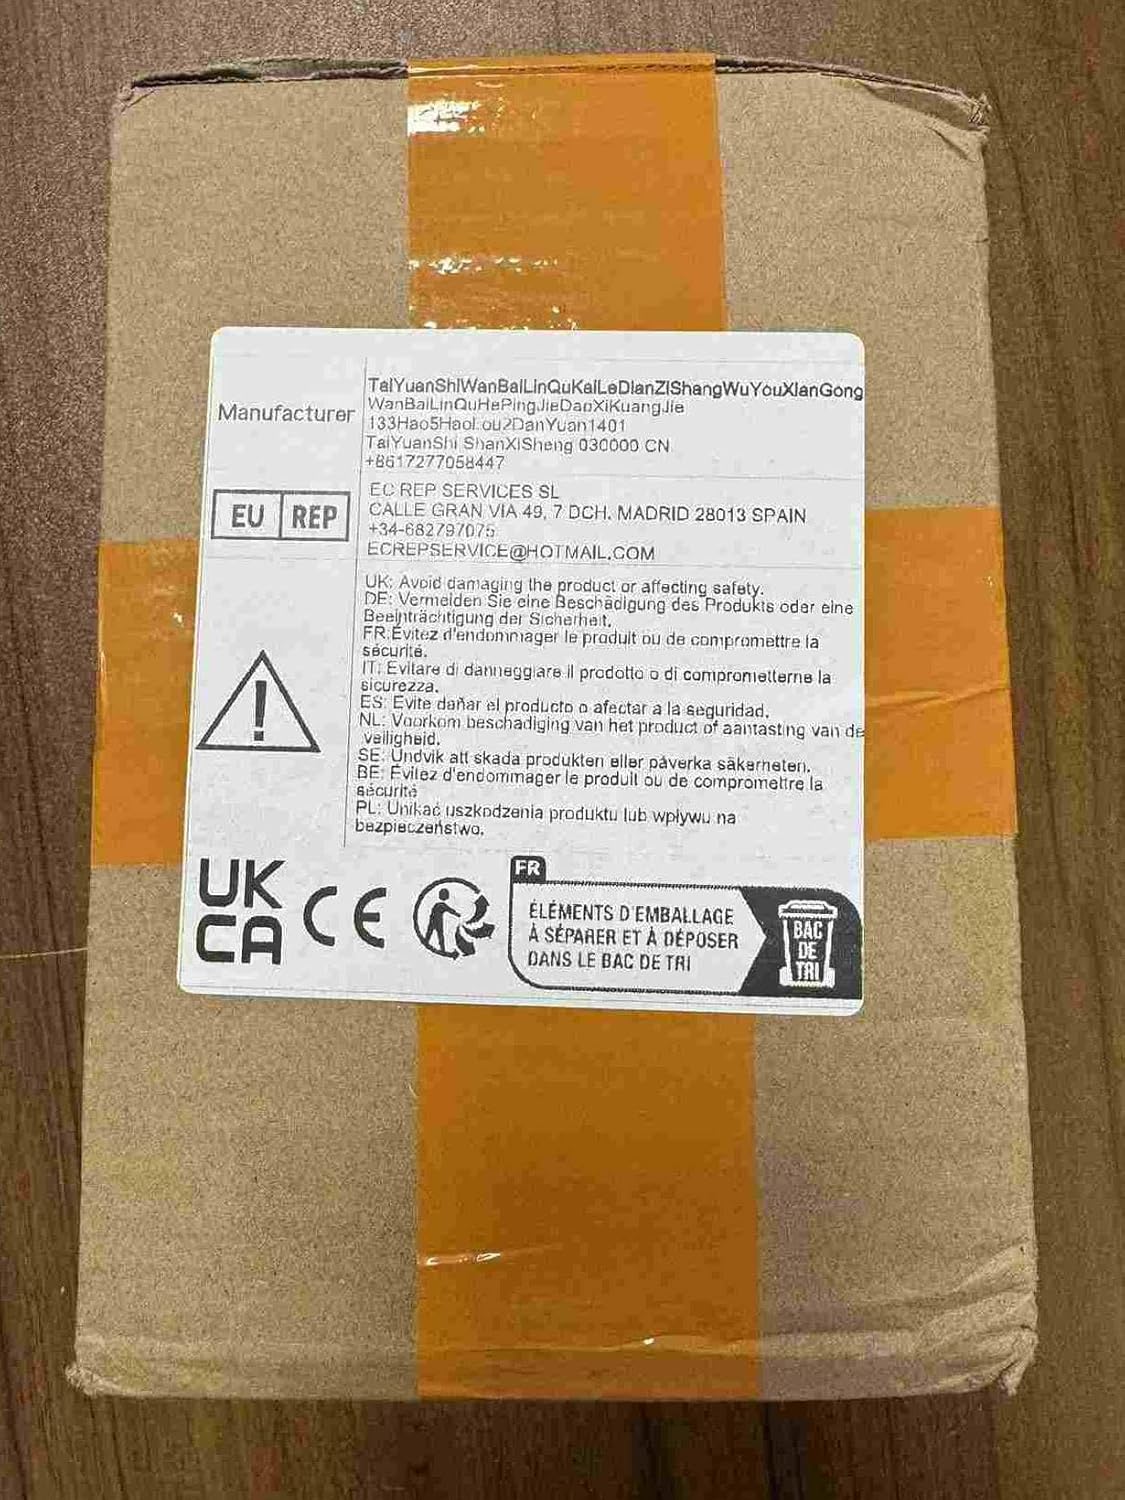 Manufacturer
TaiYuanShiWanBaiLinQuKaiLeDianZiShangWuYouXianGong
WanBaiLinQuHePingJieDaoXiKuangJie
133Hao5HaoLou2DanYuan1401
TaiYuanShi ShanXiSheng 030000 CN
+8617277058447
EU REP
EC REP SERVICES SL
CALLE GRAN VIA 49, 7 DCH. MADRID 28013 SPAIN
+34-682797075
ECREPSERVICE@HOTMAIL.COM
UK: Avoid damaging the product or affecting safety.
DE: Vermeiden Sie eine Beschädigung des Produkts oder eine
Beeinträchtigung der Sicherheit.
FR:Évitez d'endommager le produit ou de compromettre la
sécurité.
IT: Evitare di danneggiare il prodotto o di comprometterne la
sicurezza.
ES: Evite dañar el producto o afectar a la seguridad.
NL: Voorkom beschadiging van het product of aantasting van de
veiligheid.
SE: Undvik att skada produkten eller påverka säkerheten.
BE: Évitez d'endommager le produit ou de compromettre la
sécurité
PL: Unikać uszkodzenia produktu lub wpływu na
bezpieczeństwo.
UK
CA
CE
FR
ÉLÉMENTS D'EMBALLAGE
À SÉPARER ET À DÉPOSER
DANS LE BAC DE TRI
BAC
DE
TRI